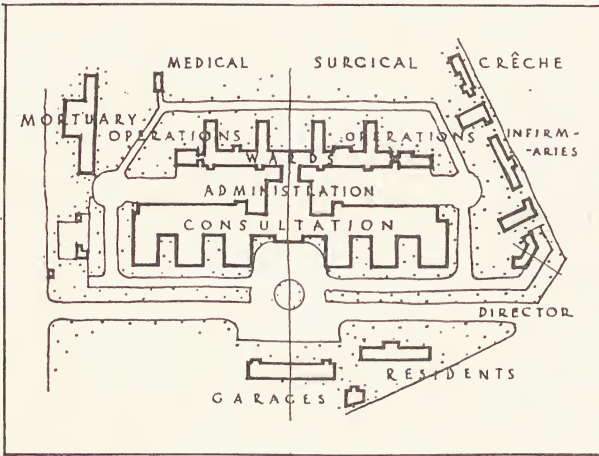 MEDICAL SURGICAL CRÊCHE
MORTUARY
OPERATIONS OPERATIONS INFIRM-
-ARIES
WARDS
ADMINISTRATION
CONSULTATION
DIRECTOR
RESIDENTS
GARAGES